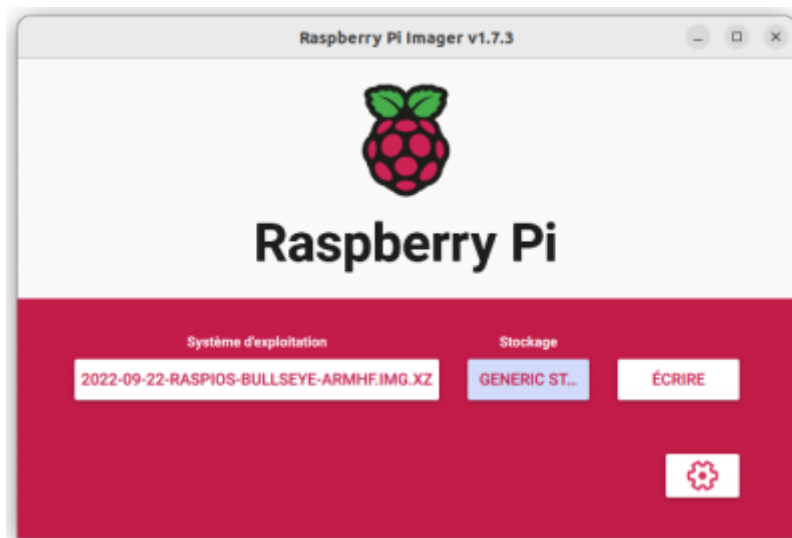 Raspberry Pi Imager v1.7.3
Raspberry Pi
Système d'exploitation
Stockage
2022-09-22-RASPIOS-BULLSEYE-ARMHF.IMG.XZ
GENERIC ST...
ÉCRIRE